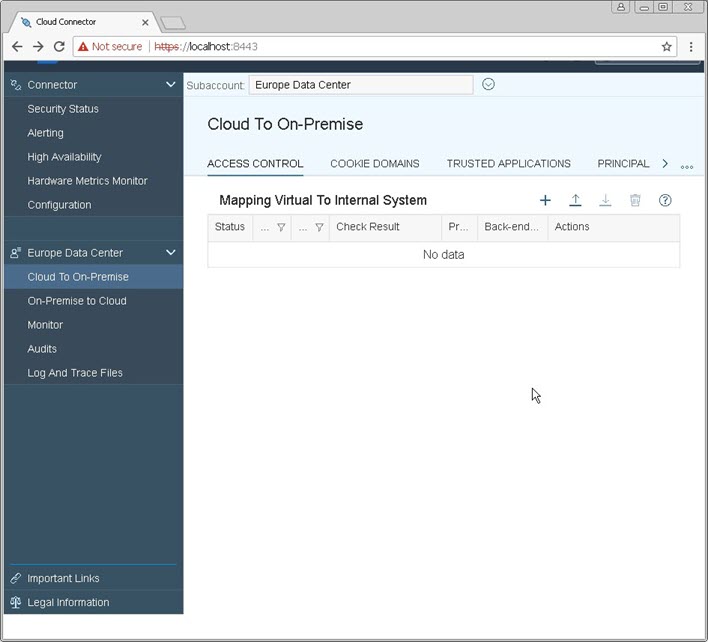 Cloud Connector
Not secure https://localhost:8443
Connector
Security Status
Alerting
High Availability
Hardware Metrics Monitor
Configuration
Europe Data Center
Cloud To On-Premise
On-Premise to Cloud
Monitor
Audits
Log And Trace Files
Important Links
Legal Information
Subaccount: Europe Data Center
Cloud To On-Premise
ACCESS CONTROL COOKIE DOMAINS TRUSTED APPLICATIONS PRINCIPAL
Mapping Virtual To Internal System
Status ... ... Check Result Pr... Back-end... Actions
No data